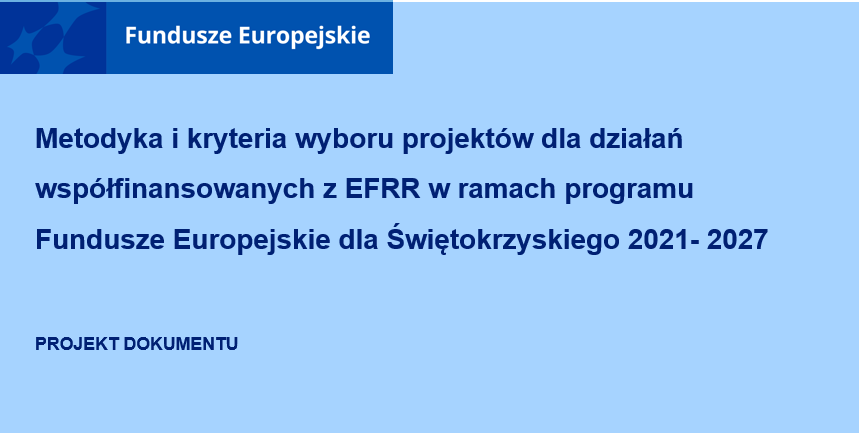 Fundusze Europejskie
Metodyka i kryteria wyboru projektów dla działań
współfinansowanych z EFRR w ramach programu
Fundusze Europejskie dla Świętokrzyskiego 2021- 2027
PROJEKT DOKUMENTU